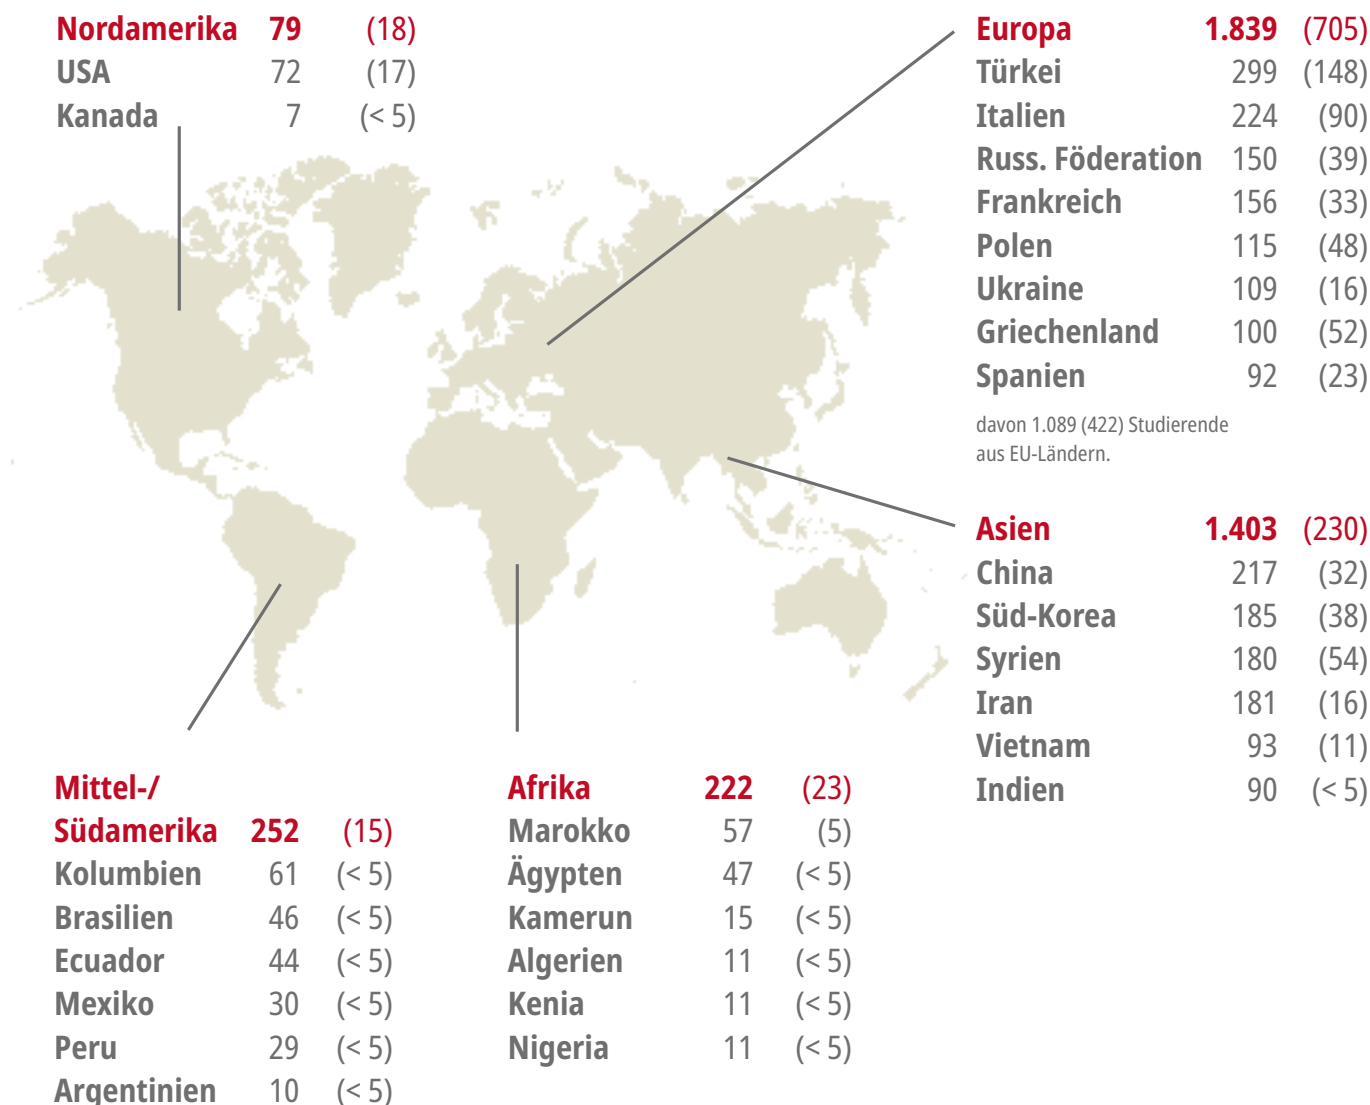 Nordamerika 79 (18)
USA 72 (17)
Kanada 7 (< 5)
Europa 1.839 (705)
Türkei 299 (148)
Italien 224 (90)
Russ. Föderation 150 (39)
Frankreich 156 (33)
Polen 115 (48)
Ukraine 109 (16)
Griechenland 100 (52)
Spanien 92 (23)
davon 1.089 (422) Studierende
aus EU-Ländern.
Asien 1.403 (230)
China 217 (32)
Süd-Korea 185 (38)
Syrien 180 (54)
Iran 181 (16)
Vietnam 93 (11)
Indien 90 (< 5)
Mittel-/
Südamerika 252 (15)
Kolumbien 61 (< 5)
Brasilien 46 (< 5)
Ecuador 44 (< 5)
Mexiko 30 (< 5)
Peru 29 (< 5)
Argentinien 10 (< 5)
Afrika 222 (23)
Marokko 57 (5)
Ägypten 47 (< 5)
Kamerun 15 (< 5)
Algerien 11 (< 5)
Kenia 11 (< 5)
Nigeria 11 (< 5)